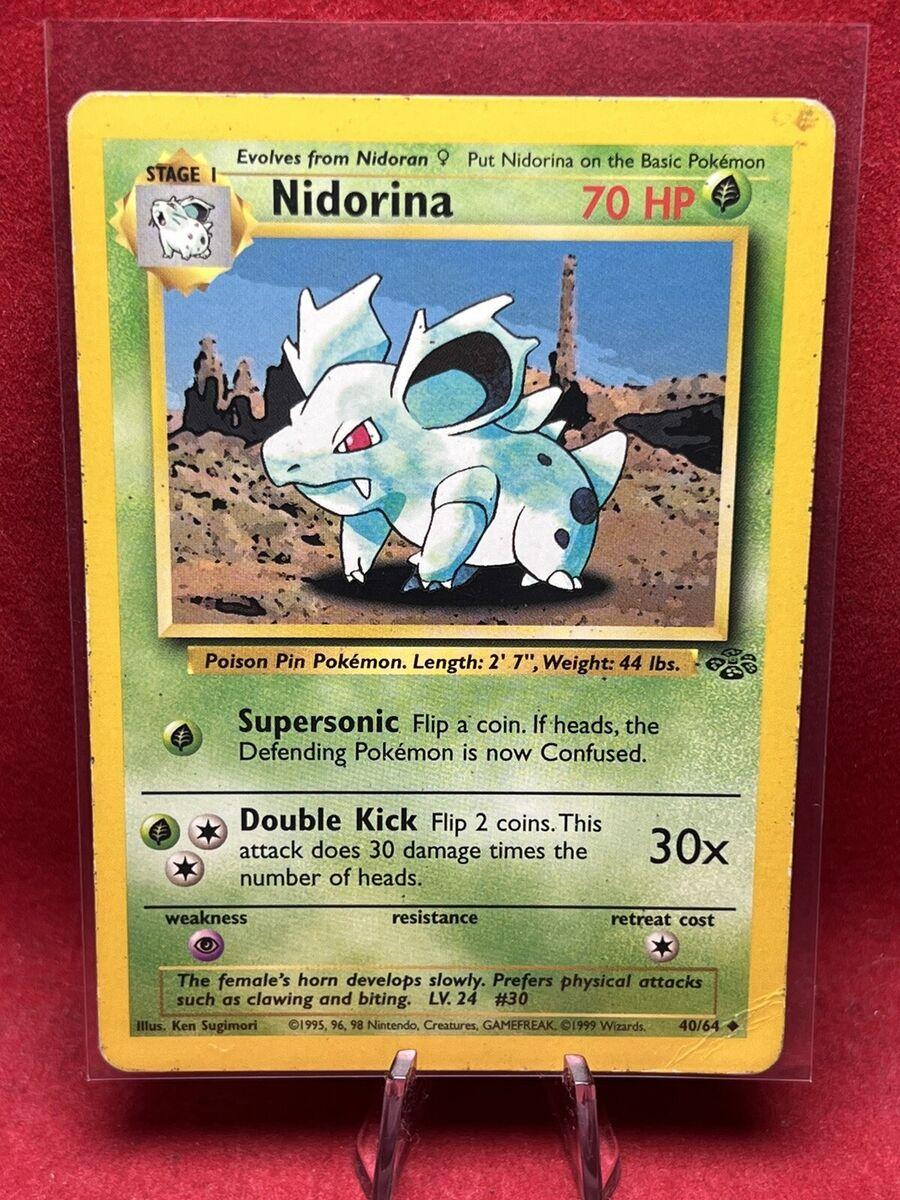 Evolves from Nidoran ♀ Put Nidorina on the Basic Pokémon
STAGE 1
Nidorina 70 HP
Poison Pin Pokémon. Length: 2' 7", Weight: 44 lbs.
Supersonic Flip a coin. If heads, the
Defending Pokémon is now Confused.
Double Kick Flip 2 coins. This
attack does 30 damage times the
number of heads.
30x
weakness resistance retreat cost
The female's horn develops slowly. Prefers physical attacks
such as clawing and biting. LV. 24 #30
Illus. Ken Sugimori ©1995, 96, 98 Nintendo, Creatures, GAMEFREAK. ©1999 Wizards. 40/64 ◆